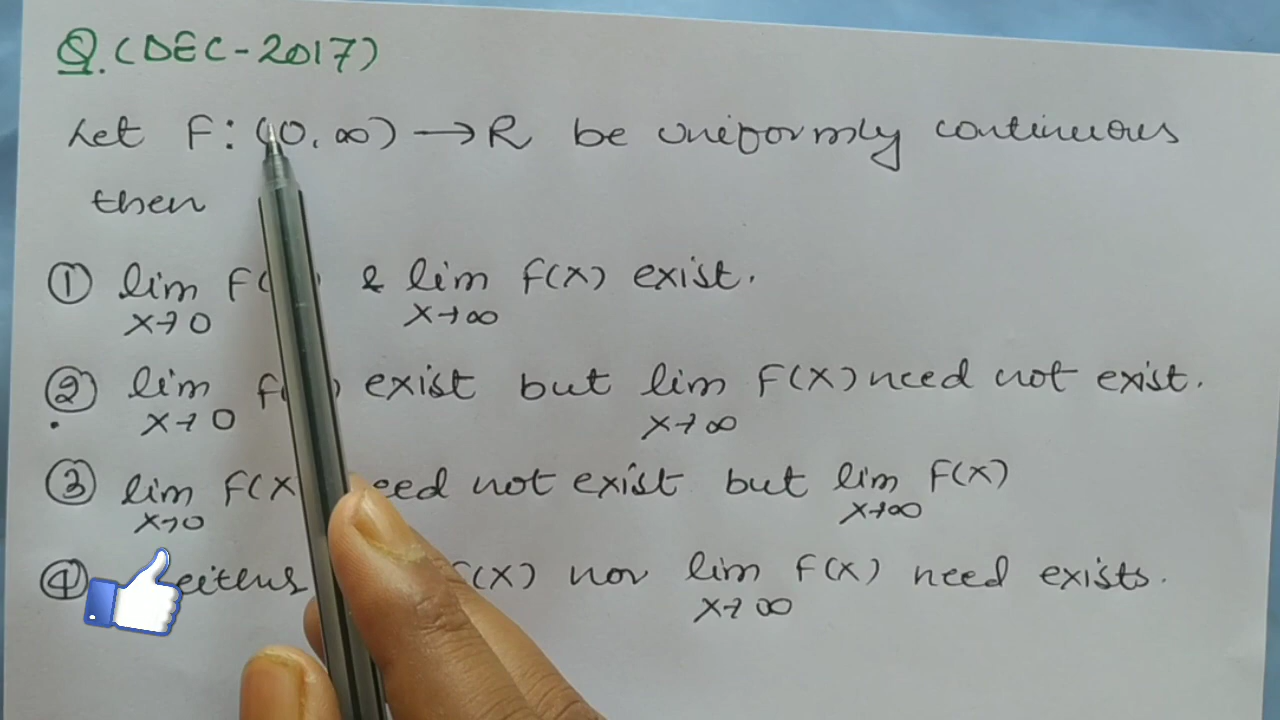 Q. (DEC-2017)
Let F: (0, ∞) → R be uniformly continuous
then
① lim F( ) & lim F(X) exist.
X→0 X→∞
② lim f( ) exist but lim F(X) need not exist.
X→0 X→∞
③ lim F(X eed not exist but lim F(X)
X→0 X→∞
④ either F(X) nor lim F(X) need exists.
X→∞